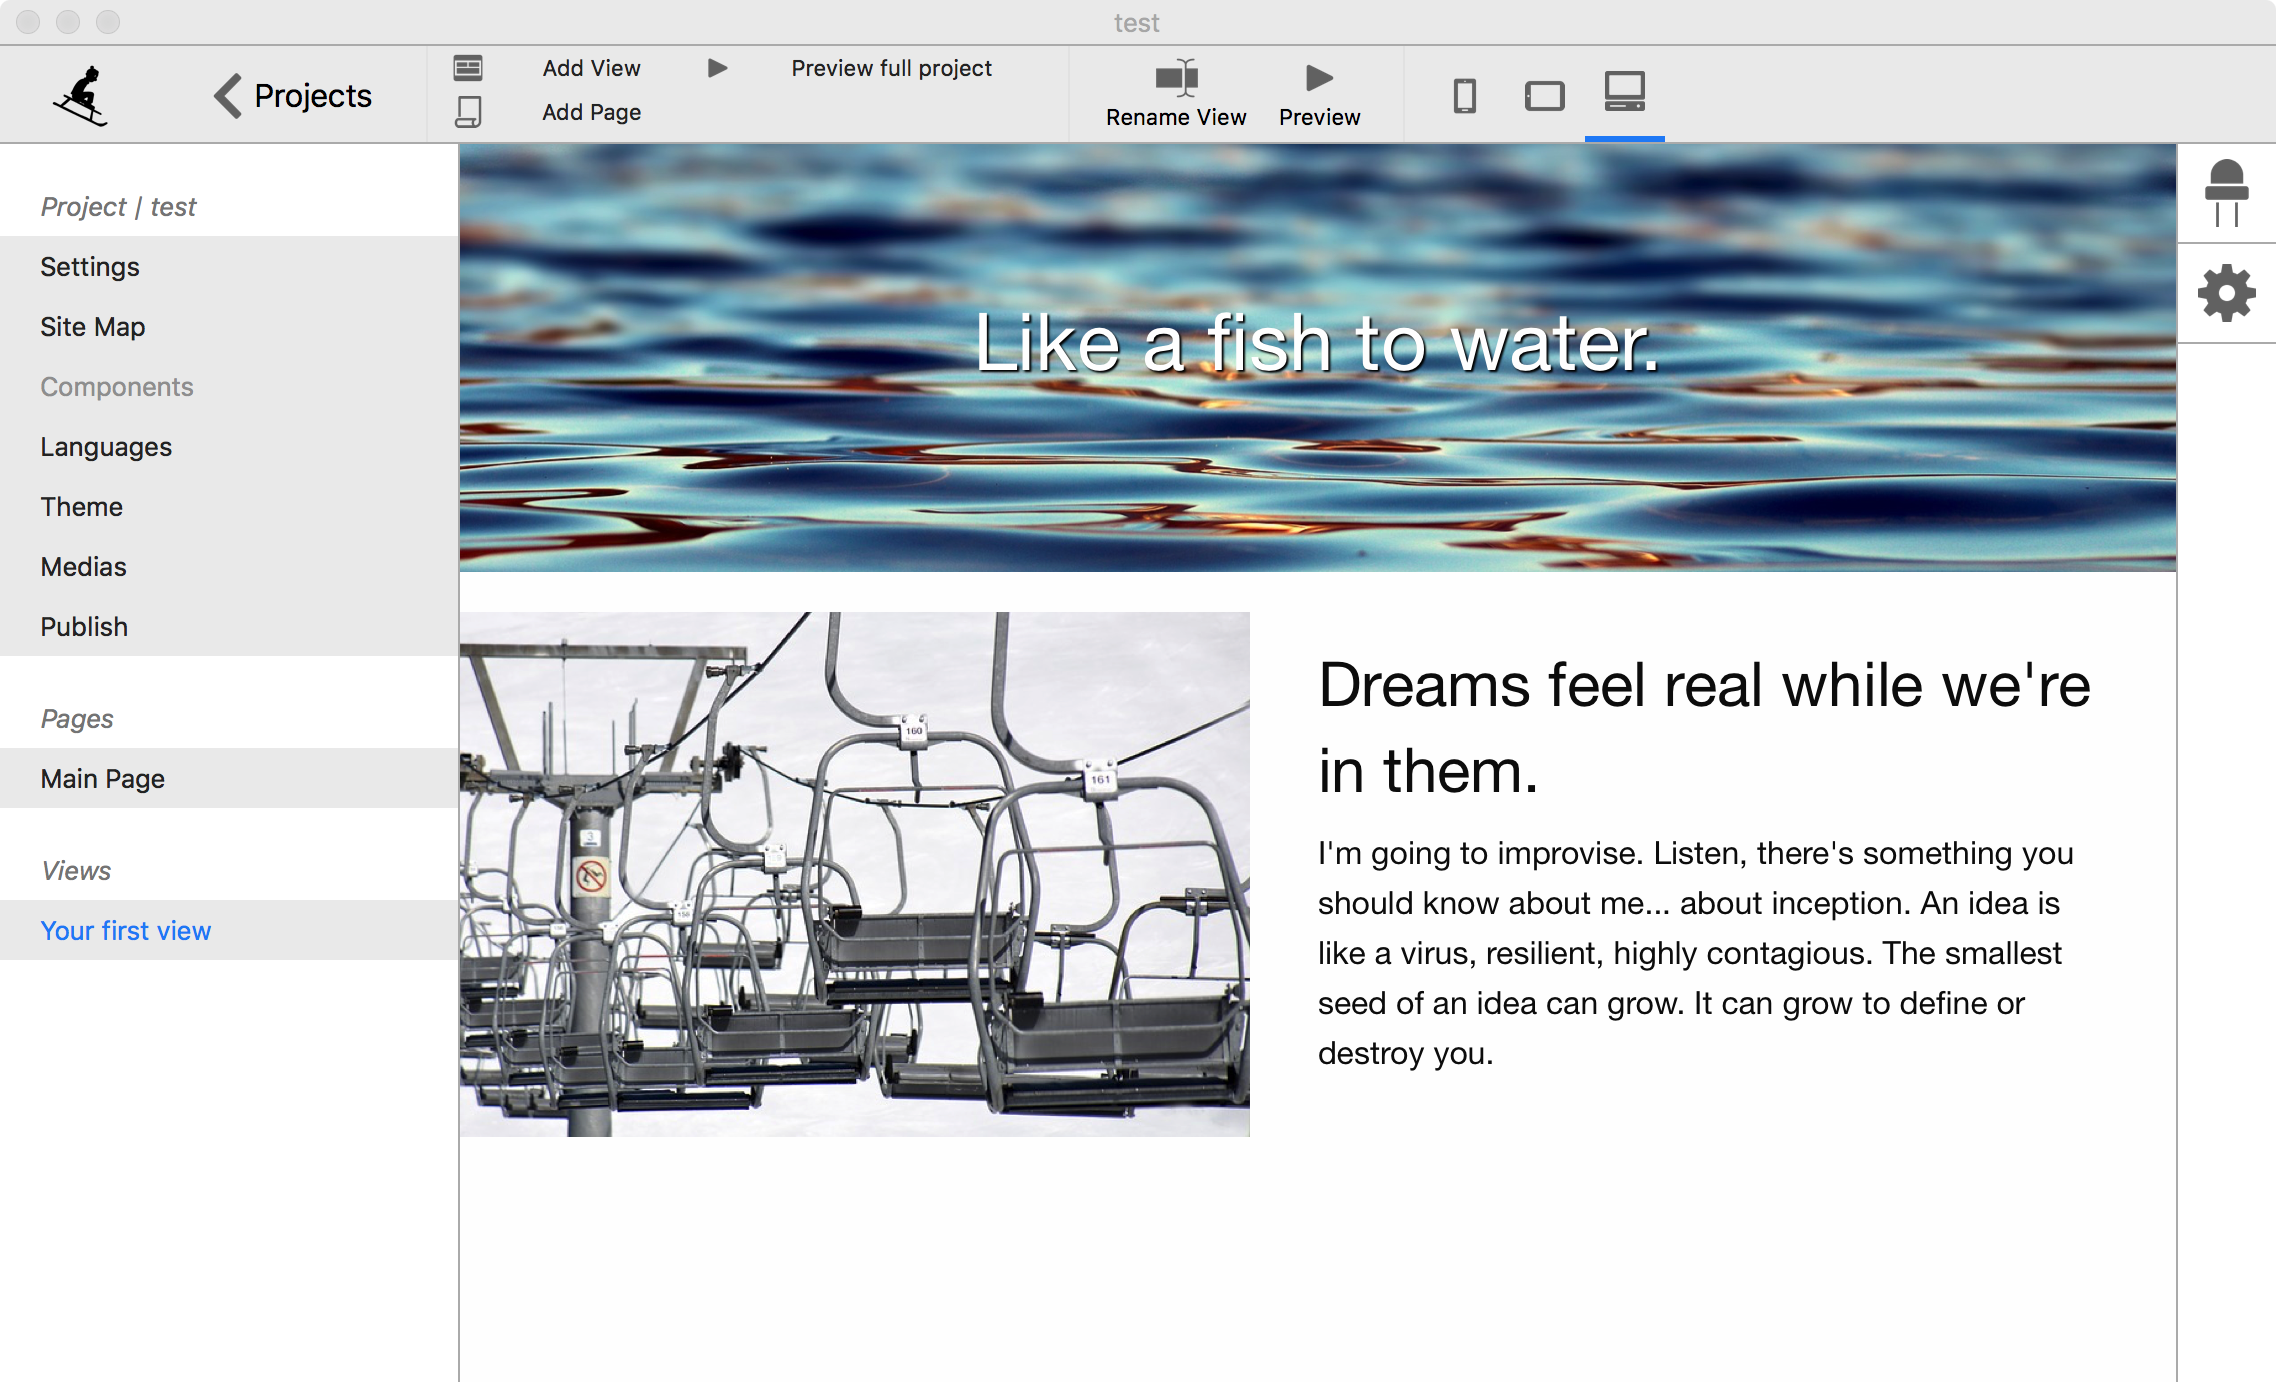 test
Projects
Add View
Preview full project
Add Page
Rename View
Preview
Project | test
Settings
Site Map
Components
Languages
Theme
Medias
Publish
Pages
Main Page
Views
Your first view
Like a fish to water.
160
161
3
Dreams feel real while we're
in them.
I'm going to improvise. Listen, there's something you
should know about me... about inception. An idea is
like a virus, resilient, highly contagious. The smallest
seed of an idea can grow. It can grow to define or
destroy you.